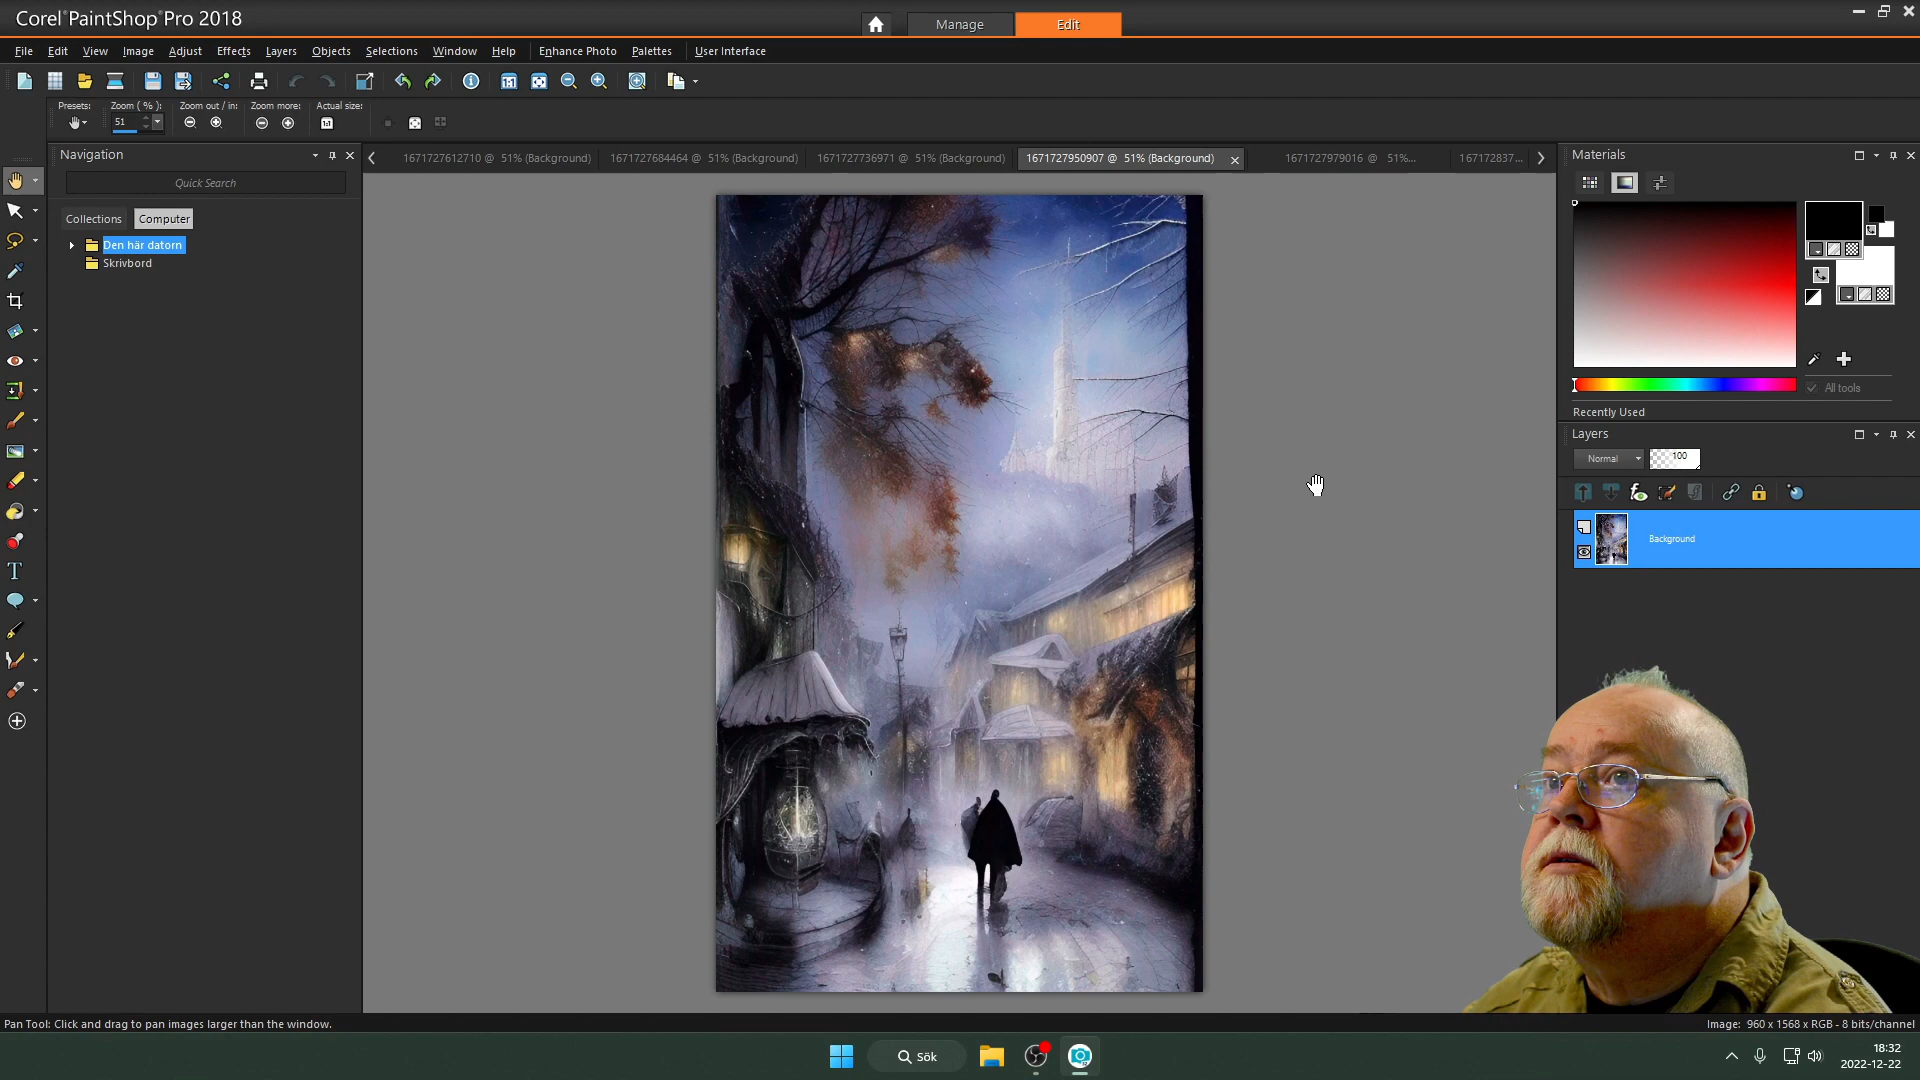 Corel PaintShop Pro 2018
Manage
Edit
File Edit View Image Adjust Effects Layers Objects Selections Window Help Enhance Photo Palettes User Interface
Presets: Zoom ( % ): Zoom out / in: Zoom more: Actual size:
51
Navigation
1671727612710 @ 51% (Background)
1671727684464 @ 51% (Background)
1671727736971 @ 51% (Background)
1671727950907 @ 51% (Background)
1671727979016 @ 51%...
167172837...
Materials
Quick Search
Collections Computer
Den här datorn
Skrivbord
All tools
Recently Used
Layers
Normal 100
Background
Pan Tool: Click and drag to pan images larger than the window.
Image: 960 x 1568 x RGB - 8 bits/channel
Sök
18:32
2022-12-22